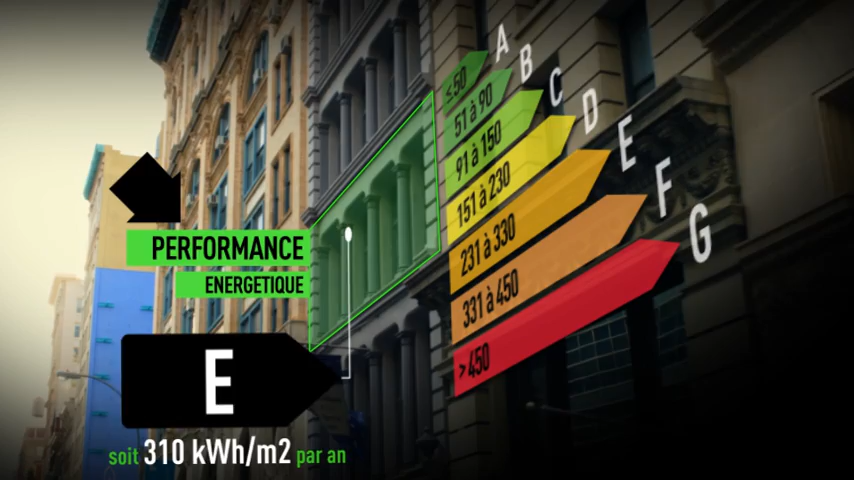 PERFORMANCE
ENERGETIQUE
E
soit 310 kWh/m2 par an
≤50 A
51 à 90 B
91 à 150 C
151 à 230 D
231 à 330 E
331 à 450 F
>450 G